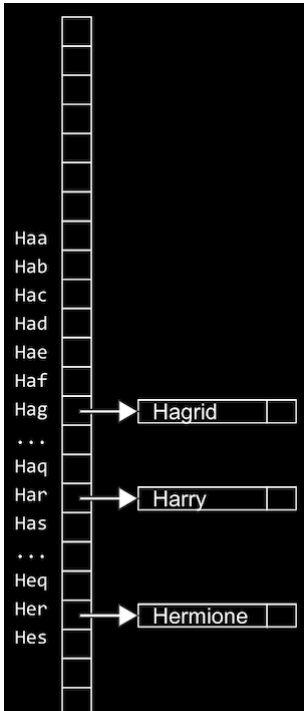 Haa
Hab
Hac
Had
Hae
Haf
Hag Hagrid
...
Haq
Har Harry
Has
...
Heq
Her Hermione
Hes